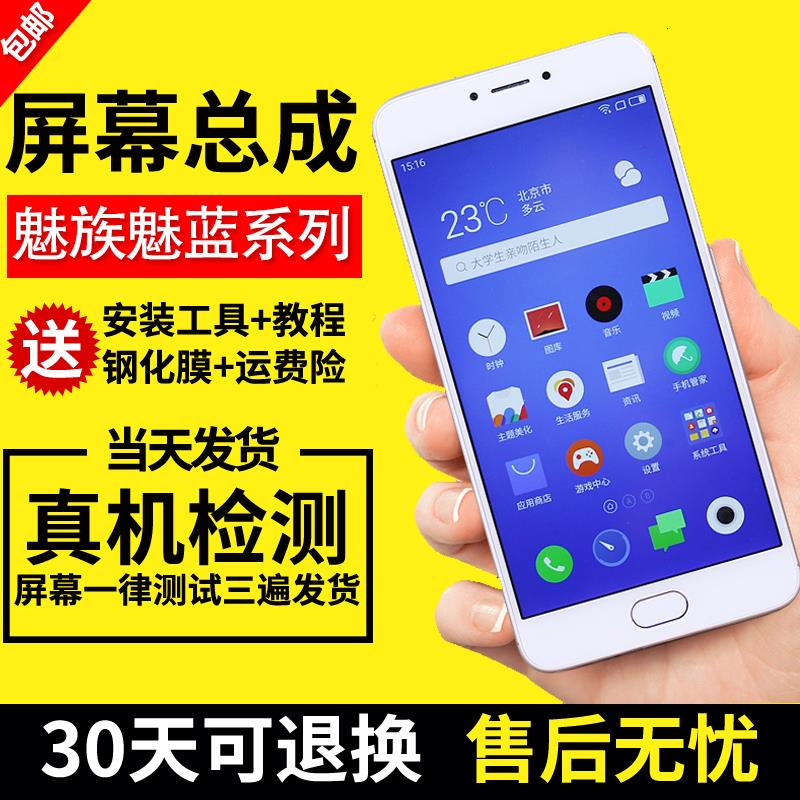 包邮
屏幕总成
魅族魅蓝系列
送
安装工具+教程
钢化膜+运费险
当天发货
真机检测
屏幕一律测试三遍发货
30天可退换 售后无忧
15:16
23℃
北京市
多云
大学生亲吻陌生人
时钟
图库
音乐
视频
主题美化
生活服务
资讯
手机管家
应用商店
游戏中心
设置
系统工具